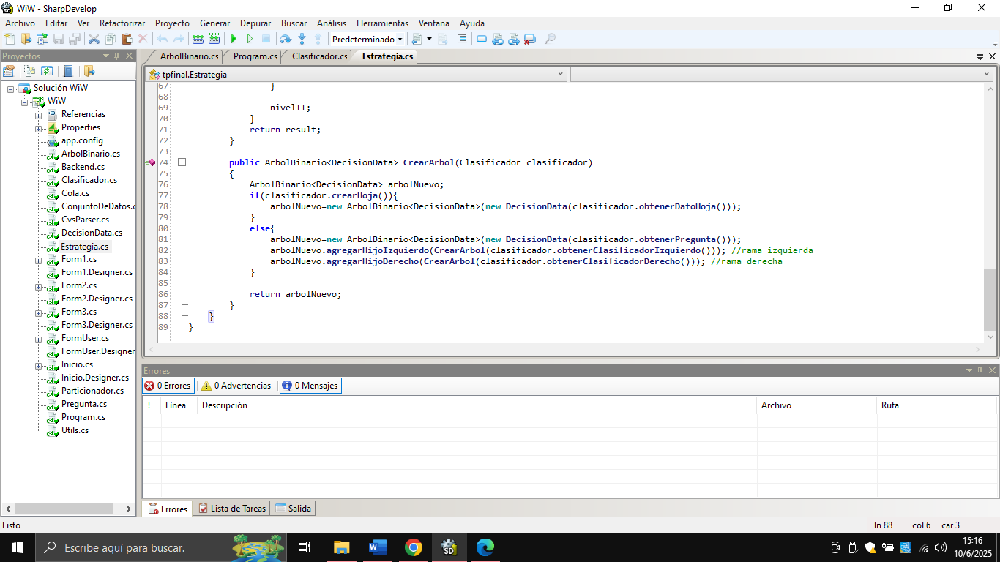 WiW - SharpDevelop
Archivo Editar Ver Refactorizar Proyecto Generar Depurar Buscar Análisis Herramientas Ventana Ayuda
Predeterminado
Proyectos
ArbolBinario.cs Program.cs Clasificador.cs Estrategia.cs
tpfinal.Estrategia
Solución WiW
WiW
Referencias
Properties
app.config
ArbolBinario.cs
Backend.cs
Clasificador.cs
Cola.cs
ConjuntoDeDatos.c
CvsParser.cs
DecisionData.cs
Estrategia.cs
Form1.cs
Form1.Designer.cs
Form2.cs
Form2.Designer.cs
Form3.cs
Form3.Designer.cs
FormUser.cs
FormUser.Designer
Inicio.cs
Inicio.Designer.cs
Particionador.cs
Pregunta.cs
Program.cs
Utils.cs
67 }
68
69 nivel++;
70 }
71 return result;
72 }
73
74 public ArbolBinario<DecisionData> CrearArbol(Clasificador clasificador)
75 {
76 ArbolBinario<DecisionData> arbolNuevo;
77 if(clasificador.crearHoja()){
78 arbolNuevo=new ArbolBinario<DecisionData>(new DecisionData(clasificador.obtenerDatoHoja()));
79 }
80 else{
81 arbolNuevo=new ArbolBinario<DecisionData>(new DecisionData(clasificador.obtenerPregunta()));
82 arbolNuevo.agregarHijoIzquierdo(CrearArbol(clasificador.obtenerClasificadorIzquierdo())); //rama izquierda
83 arbolNuevo.agregarHijoDerecho(CrearArbol(clasificador.obtenerClasificadorDerecho())); //rama derecha
84 }
85
86 return arbolNuevo;
87 }
88 }
89 }
Errores
0 Errores 0 Advertencias 0 Mensajes
! Línea Descripción Archivo Ruta
Errores Lista de Tareas Salida
Listo ln 88 col 6 car 3
Escribe aquí para buscar.
15:16
10/6/2025